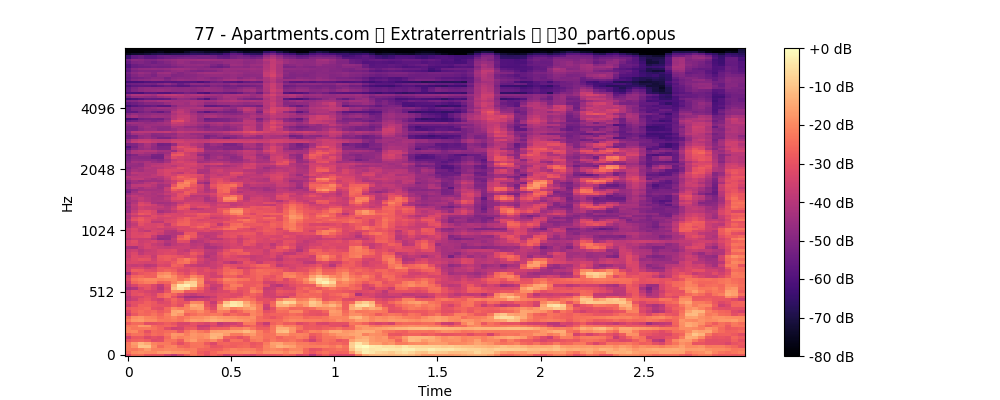 77 - Apartments.com ▯ Extraterrentrials ▯ ▯30_part6.opus
+0 dB
-10 dB
-20 dB
-30 dB
-40 dB
-50 dB
-60 dB
-70 dB
-80 dB
4096
2048
1024
512
0
Hz
0 0.5 1 1.5 2 2.5
Time